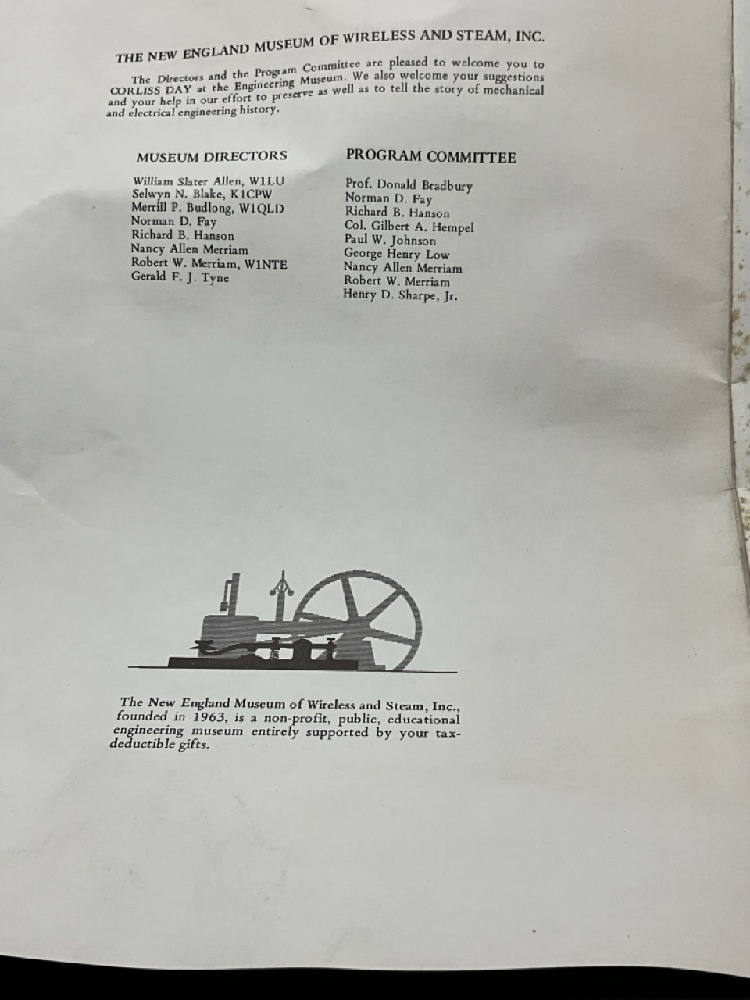 THE NEW ENGLAND MUSEUM OF WIRELESS AND STEAM, INC.
The Directors and the Program Committee are pleased to welcome you to
CORLISS DAY at the Engineering Museum. We also welcome your suggestions
and your help in our effort to preserve as well as to tell the story of mechanical
and electrical engineering history.
MUSEUM DIRECTORS
William Slater Allen, W1LU
Selwyn N. Blake, K1CPW
Merrill P. Budlong, W1QLD
Norman D. Fay
Richard B. Hanson
Nancy Allen Merriam
Robert W. Merriam, W1NTE
Gerald F. J. Tyne
PROGRAM COMMITTEE
Prof. Donald Bradbury
Norman D. Fay
Richard B. Hanson
Col. Gilbert A. Hempel
Paul W. Johnson
George Henry Low
Nancy Allen Merriam
Robert W. Merriam
Henry D. Sharpe, Jr.
The New England Museum of Wireless and Steam, Inc.,
founded in 1963, is a non-profit, public, educational
engineering museum entirely supported by your tax-
deductible gifts.